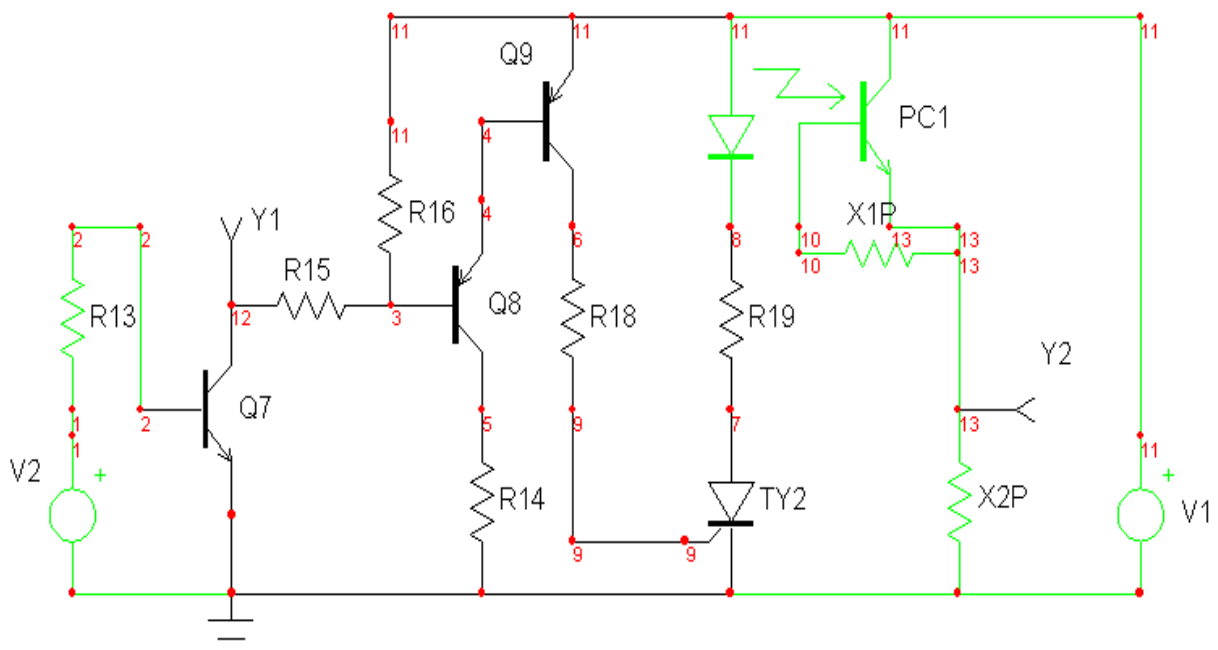 11 11 11 11 11
Q9
PC1
11 4
R16 4 X1P
Y1
2 2 6 8 10 13 13
10 13
R15
Q8
R13 12 3 R18 R19
Y2
Q7
1 2 5 9 7 13
1 11
V2 + +
R14 TY2 X2P V1
9 9